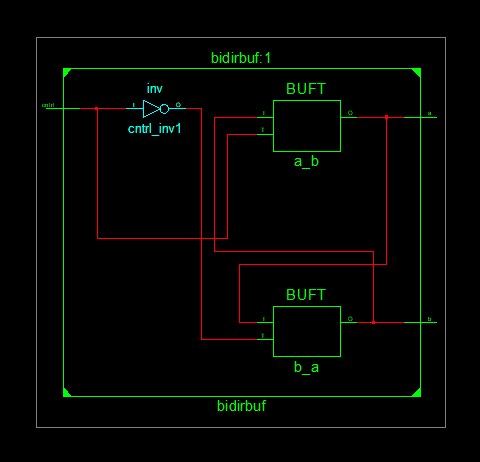 bidirbuf:1
inv
BUFT
cntrl
I
O
I
O
a
cntrl_inv1
T
a_b
BUFT
I
O
b
T
b_a
bidirbuf